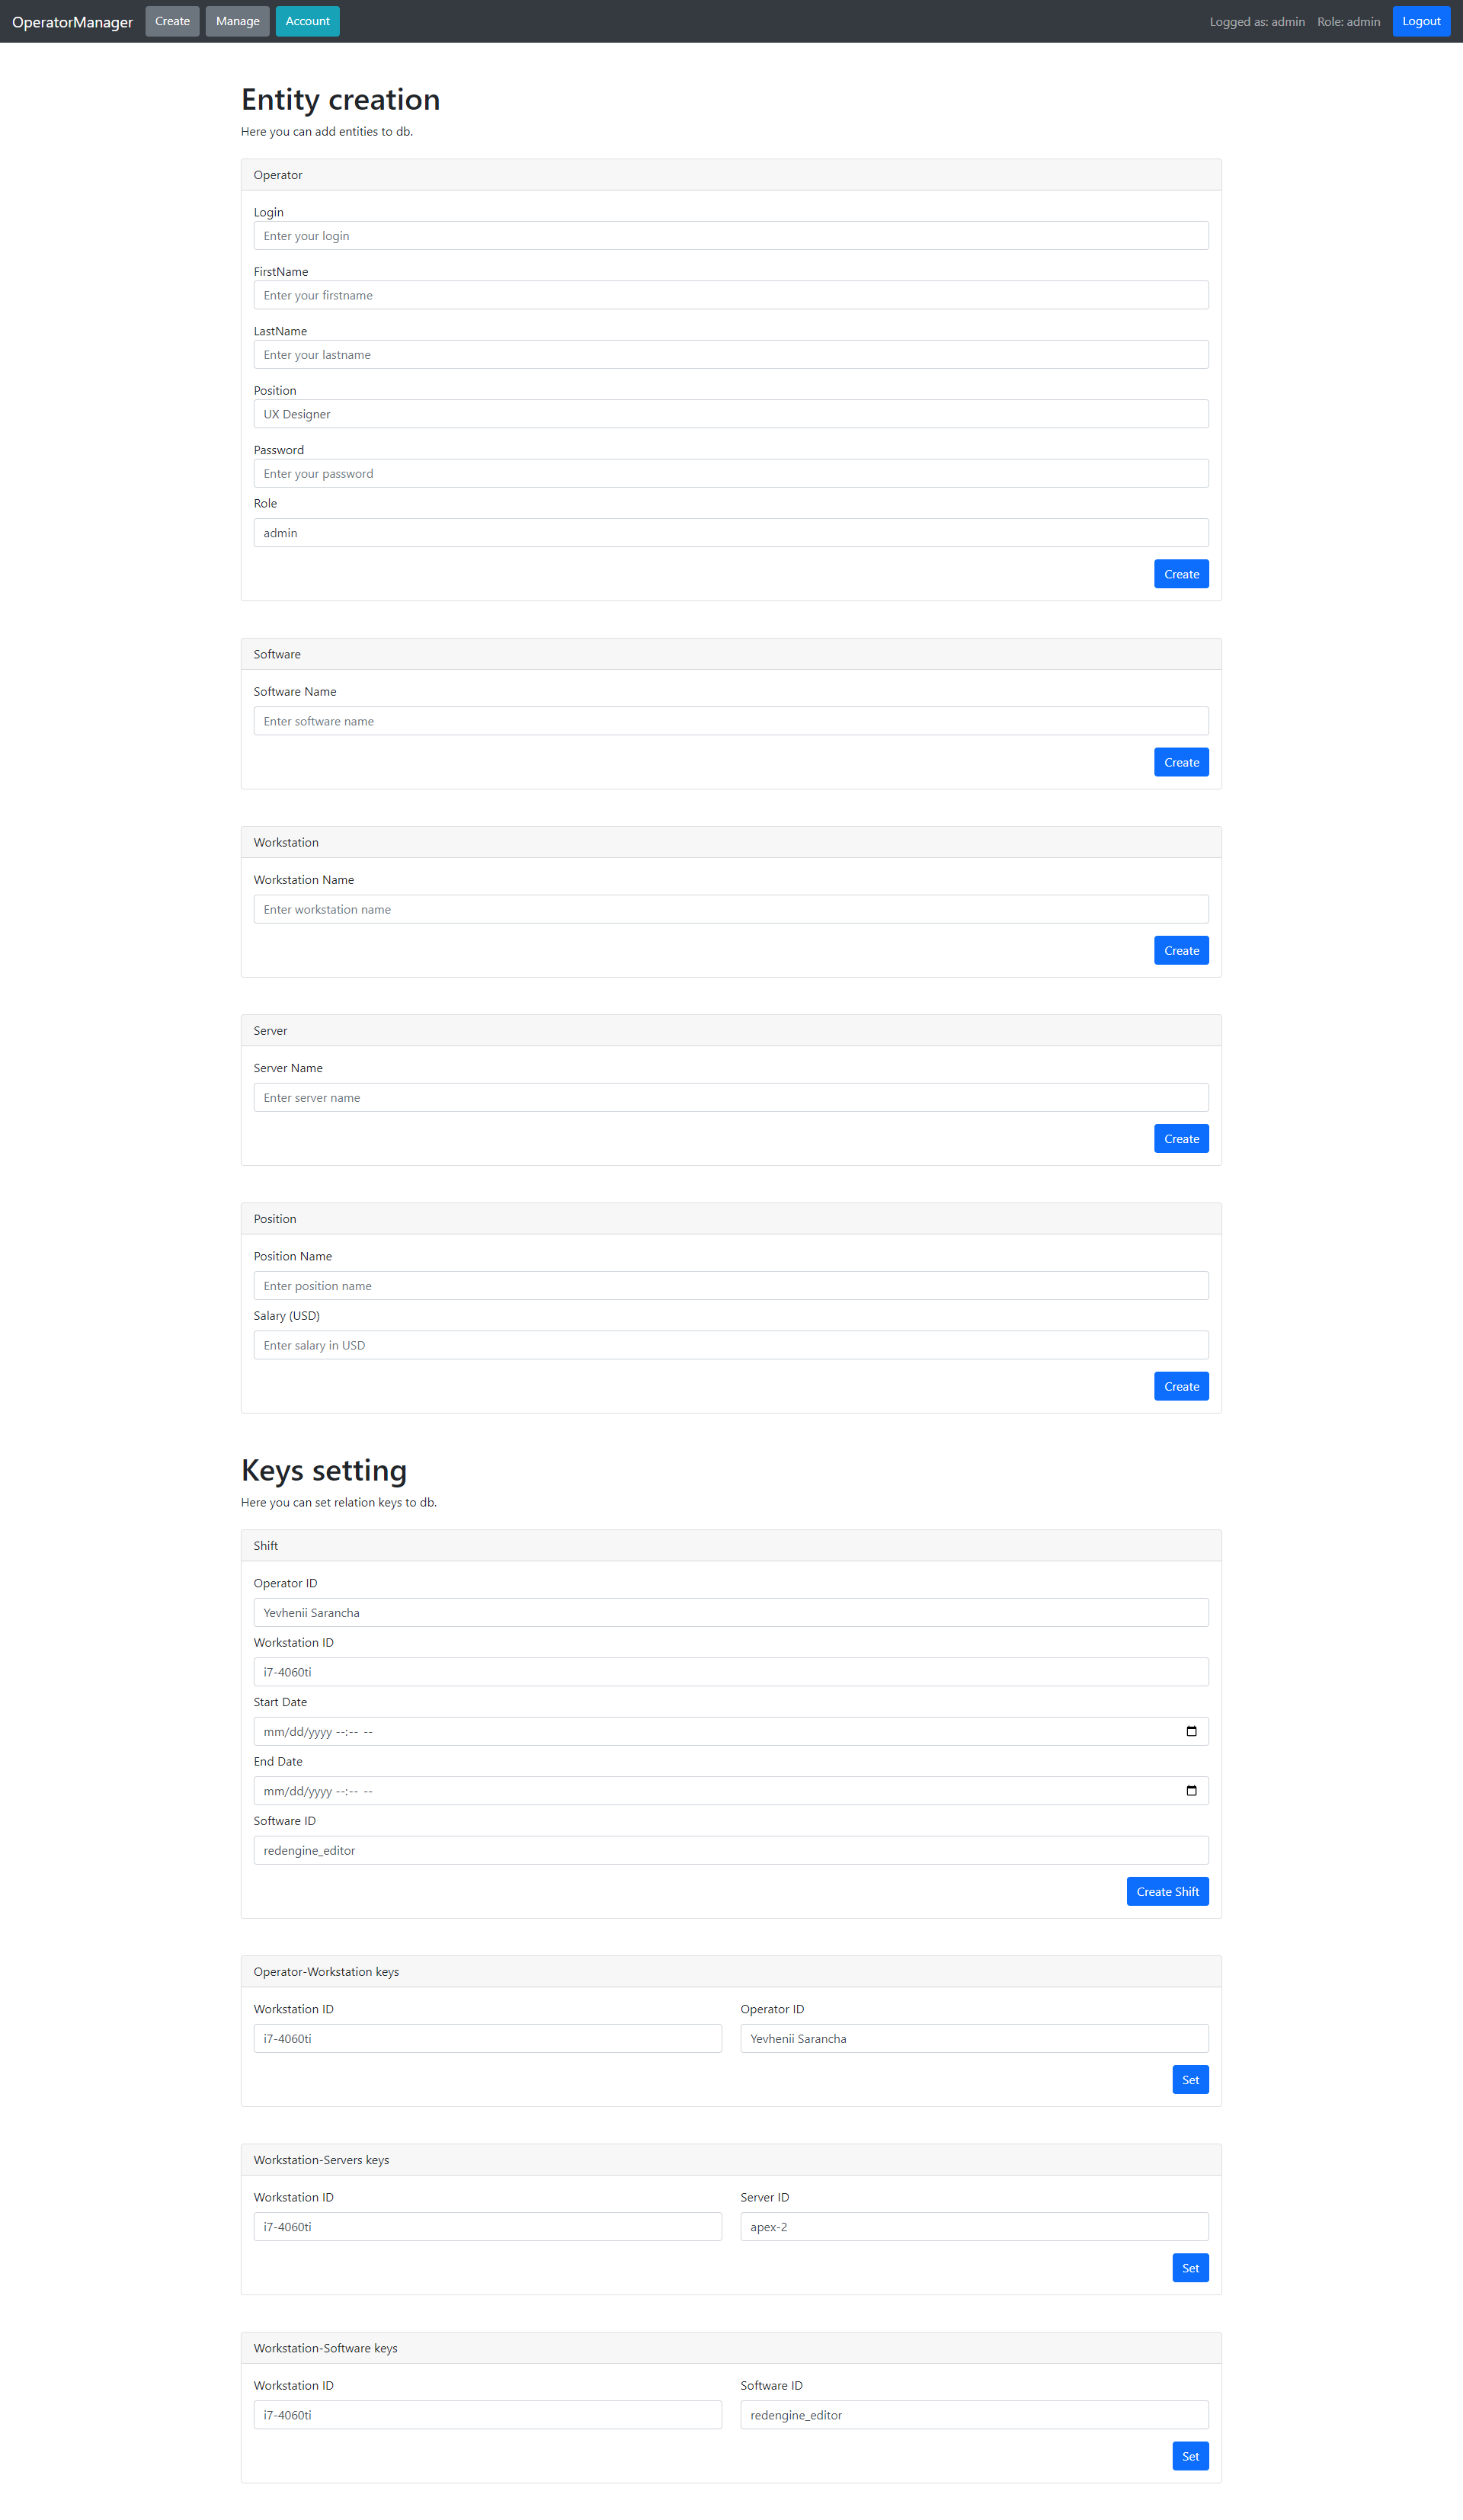 OperatorManager Create Manage Account Logged as: admin Role: admin Logout
Entity creation
Here you can add entities to db.
Operator
Login
Enter your login
FirstName
Enter your firstname
LastName
Enter your lastname
Position
UX Designer
Password
Enter your password
Role
admin
Create
Software
Software Name
Enter software name
Create
Workstation
Workstation Name
Enter workstation name
Create
Server
Server Name
Enter server name
Create
Position
Position Name
Enter position name
Salary (USD)
Enter salary in USD
Create
Keys setting
Here you can set relation keys to db.
Shift
Operator ID
Yevhenii Sarancha
Workstation ID
i7-4060ti
Start Date
mm/dd/yyyy --:-- --
End Date
mm/dd/yyyy --:-- --
Software ID
redengine_editor
Create Shift
Operator-Workstation keys
Workstation ID Operator ID
i7-4060ti Yevhenii Sarancha
Set
Workstation-Servers keys
Workstation ID Server ID
i7-4060ti apex-2
Set
Workstation-Software keys
Workstation ID Software ID
i7-4060ti redengine_editor
Set